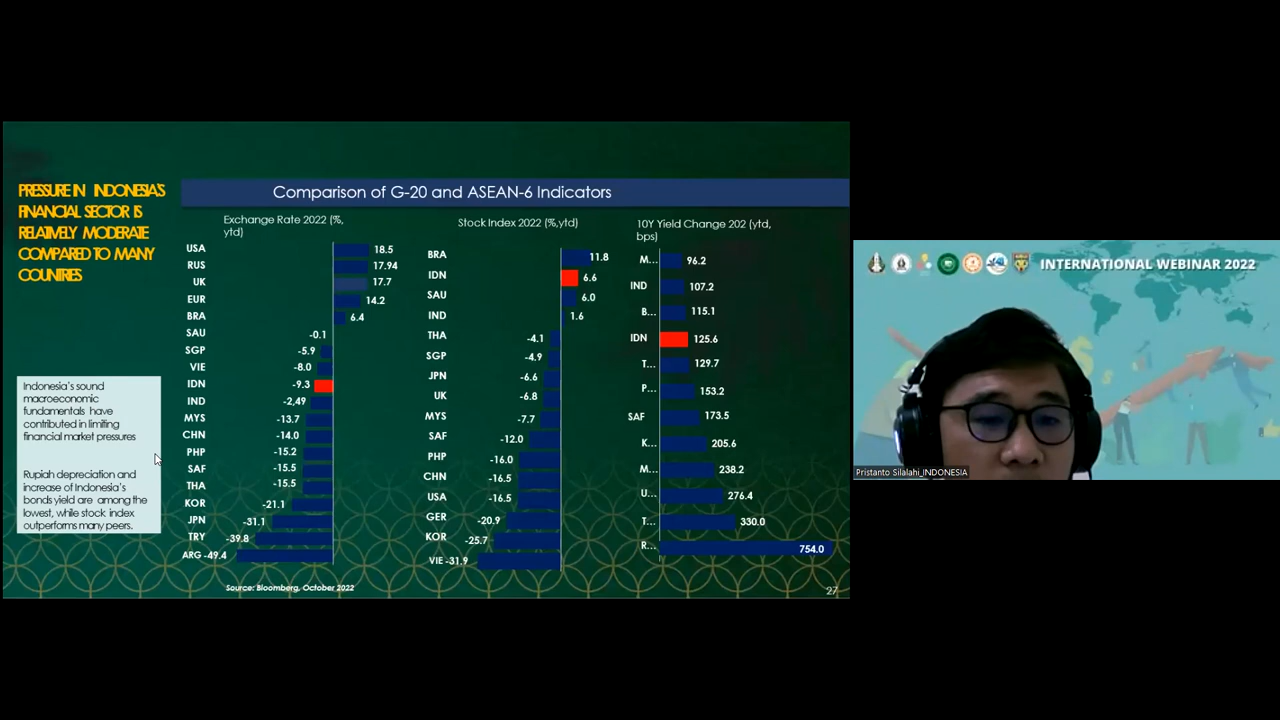 PRESSURE IN INDONESIA'S
FINANCIAL SECTOR IS
RELATIVELY MODERATE
COMPARED TO MANY
COUNTRIES
Indonesia's sound
macroeconomic
fundamentals have
contributed in limiting
financial market pressures
Rupiah depreciation and
increase of Indonesia's
bonds yield are among the
lowest, while stock index
outperforms many peers.
Comparison of G-20 and ASEAN-6 Indicators
Exchange Rate 2022 (%,
ytd)
USA 18.5
RUS 17.94
UK 17.7
EUR 14.2
BRA 6.4
SAU -0.1
SGP -5.9
VIE -8.0
IDN -9.3
IND -2,49
MYS -13.7
CHN -14.0
PHP -15.2
SAF -15.5
THA -15.5
KOR -21.1
JPN -31.1
TRY -39.8
ARG -49.4
Source: Bloomberg, October 2022
Stock Index 2022 (%,ytd)
BRA 11.8
IDN 6.6
SAU 6.0
IND 1.6
THA -4.1
SGP -4.9
JPN -6.6
UK -6.8
MYS -7.7
SAF -12.0
PHP -16.0
CHN -16.5
USA -16.5
GER -20.9
KOR -25.7
VIE -31.9
10Y Yield Change 202 (ytd,
bps)
M... 96.2
IND 107.2
B... 115.1
IDN 125.6
T... 129.7
P... 153.2
SAF 173.5
K... 205.6
M... 238.2
U... 276.4
T... 330.0
R... 754.0
27
INTERNATIONAL WEBINAR 2022
Pristanto Silalahi_INDONESIA